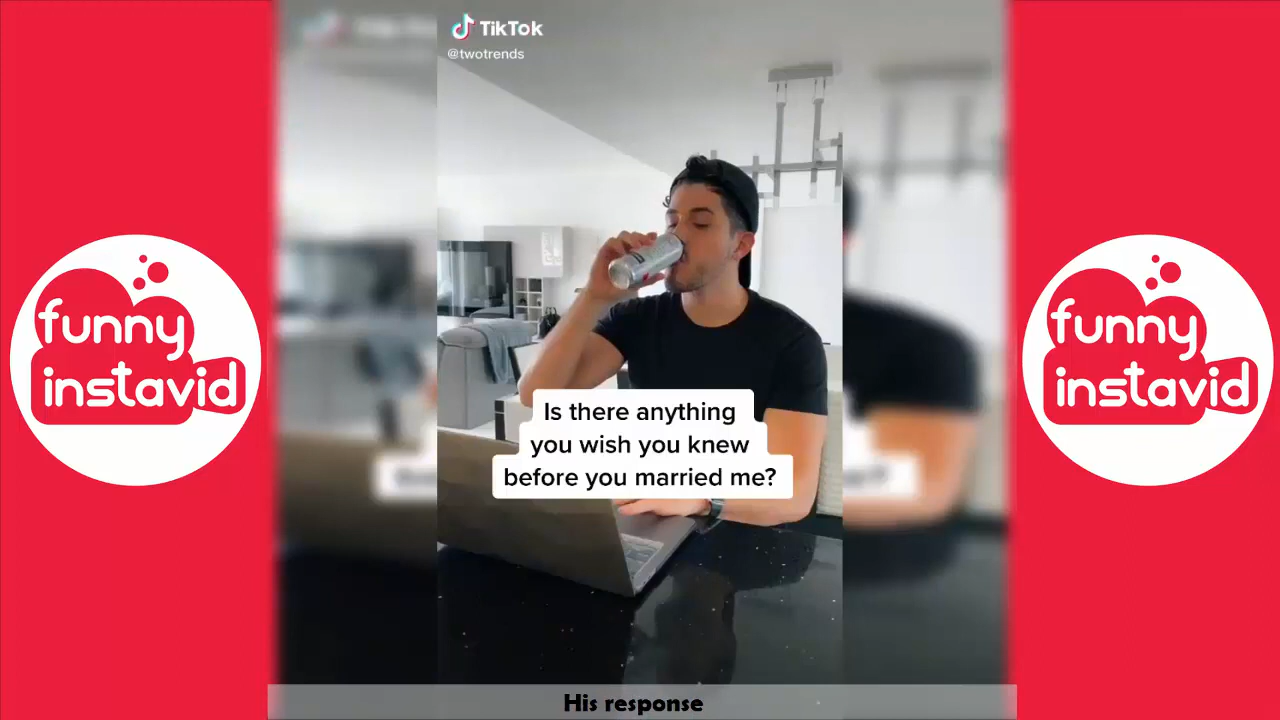 TikTok
@twotrends
funny
instavid
Is there anything
you wish you knew
before you married me?
funny
instavid
His response